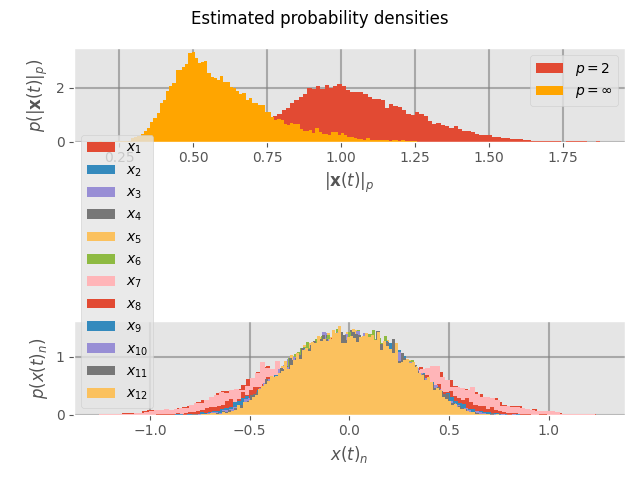 Estimated probability densities
p(|x(t)|ₚ)
2
0
p = 2
p = ∞
0.25 0.50 0.75 1.00 1.25 1.50 1.75
|x(t)|ₚ
x₁
x₂
x₃
x₄
x₅
x₆
x₇
x₈
x₉
x₁₀
x₁₁
x₁₂
p(x(t)ₙ)
1
0
−1.0 −0.5 0.0 0.5 1.0
x(t)ₙ